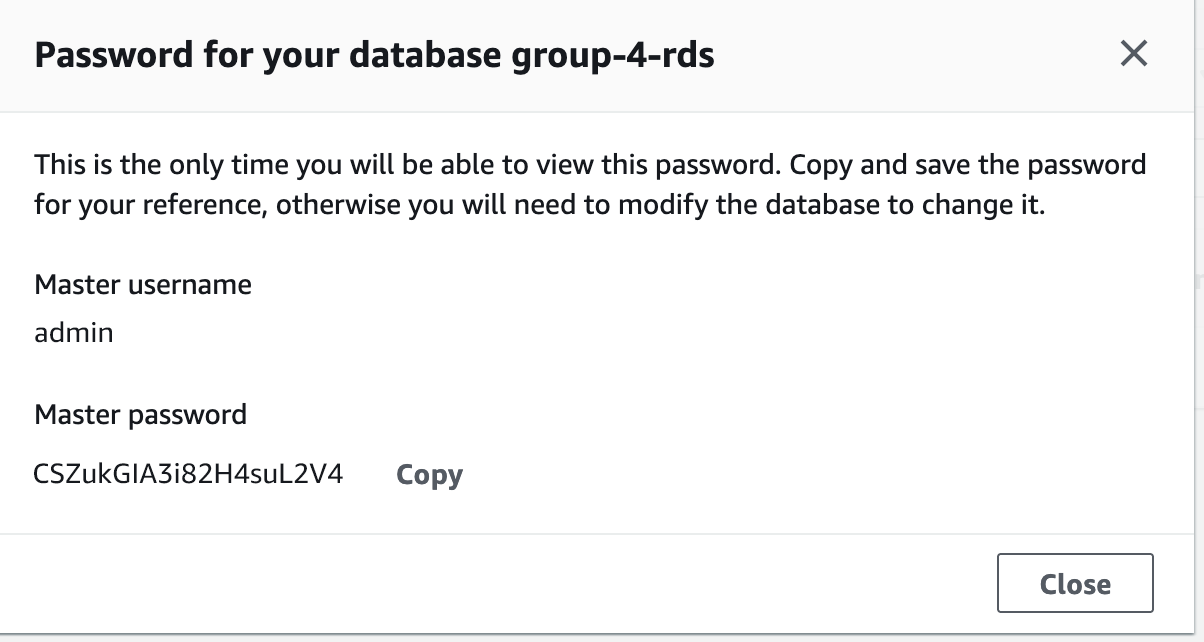 Password for your database group-4-rds
This is the only time you will be able to view this password. Copy and save the password
for your reference, otherwise you will need to modify the database to change it.
Master username
admin
Master password
CSZukGIA3i82H4suL2V4 Copy
Close